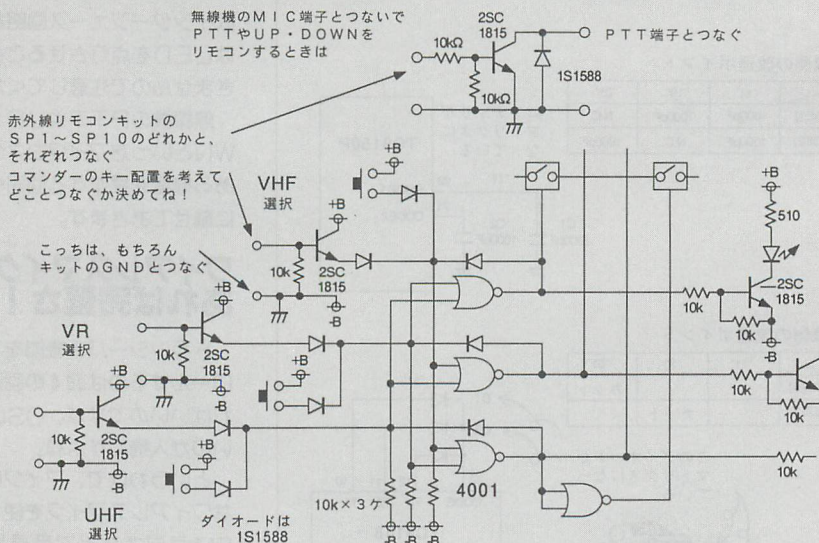 無線機のMIC端子とつないで
PTTやUP・DOWNを
リモコンするときは
2SC
1815
PTT端子とつなぐ
10kΩ
10kΩ
1S1588
赤外線リモコンキットの
SP1～SP10のどれかと、
それぞれつなぐ
コマンダーのキー配置を考えて
どことつなぐか決めてね！
こっちは、もちろん
キットのGNDとつなぐ
VHF
選択
+B
+B
10k
2SC
1815
-B
+B
510
2SC
1815
10k
10k
-B
VR
選択
+B
10k
2SC
1815
-B
+B
10k
10k
UHF
選択
+B
10k
2SC
1815
-B
+B
ダイオードは
1S1588
10k×3ケ
-B
-B
-B
4001
10k